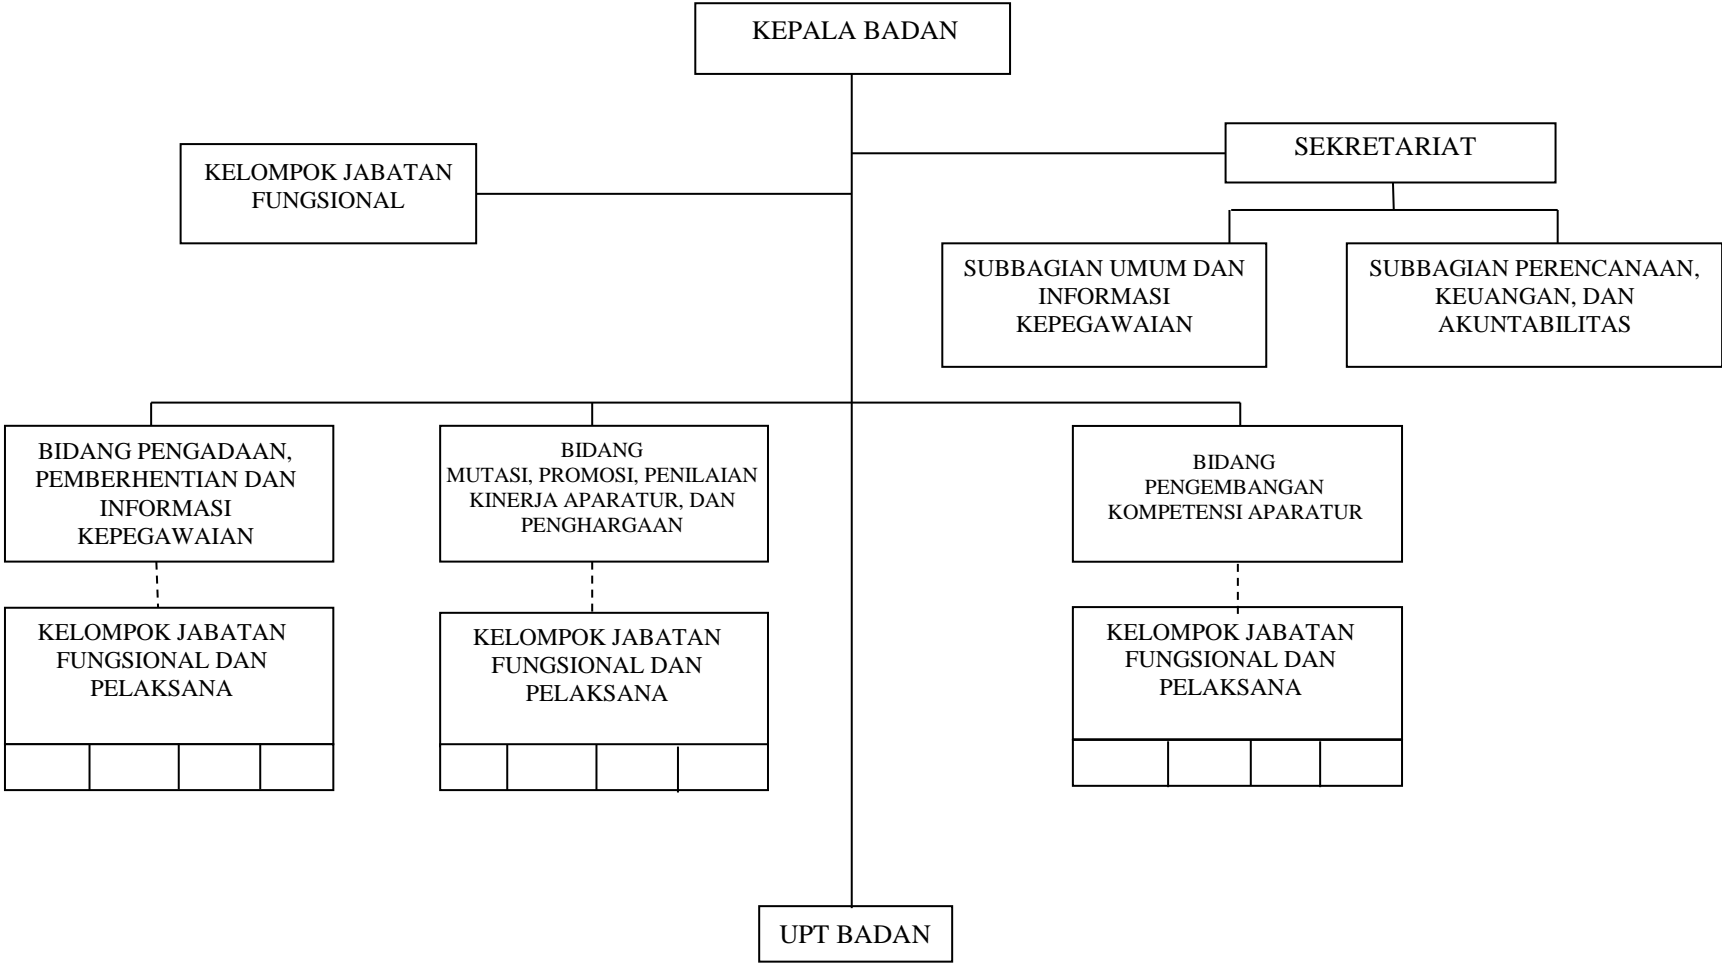 KEPALA BADAN
SEKRETARIAT
KELOMPOK JABATAN
FUNGSIONAL
SUBBAGIAN UMUM DAN
INFORMASI
KEPEGAWAIAN
SUBBAGIAN PERENCANAAN,
KEUANGAN, DAN
AKUNTABILITAS
BIDANG PENGADAAN,
PEMBERHENTIAN DAN
INFORMASI
KEPEGAWAIAN
BIDANG
MUTASI, PROMOSI, PENILAIAN
KINERJA APARATUR, DAN
PENGHARGAAN
BIDANG
PENGEMBANGAN
KOMPETENSI APARATUR
KELOMPOK JABATAN
FUNGSIONAL DAN
PELAKSANA
KELOMPOK JABATAN
FUNGSIONAL DAN
PELAKSANA
KELOMPOK JABATAN
FUNGSIONAL DAN
PELAKSANA
UPT BADAN